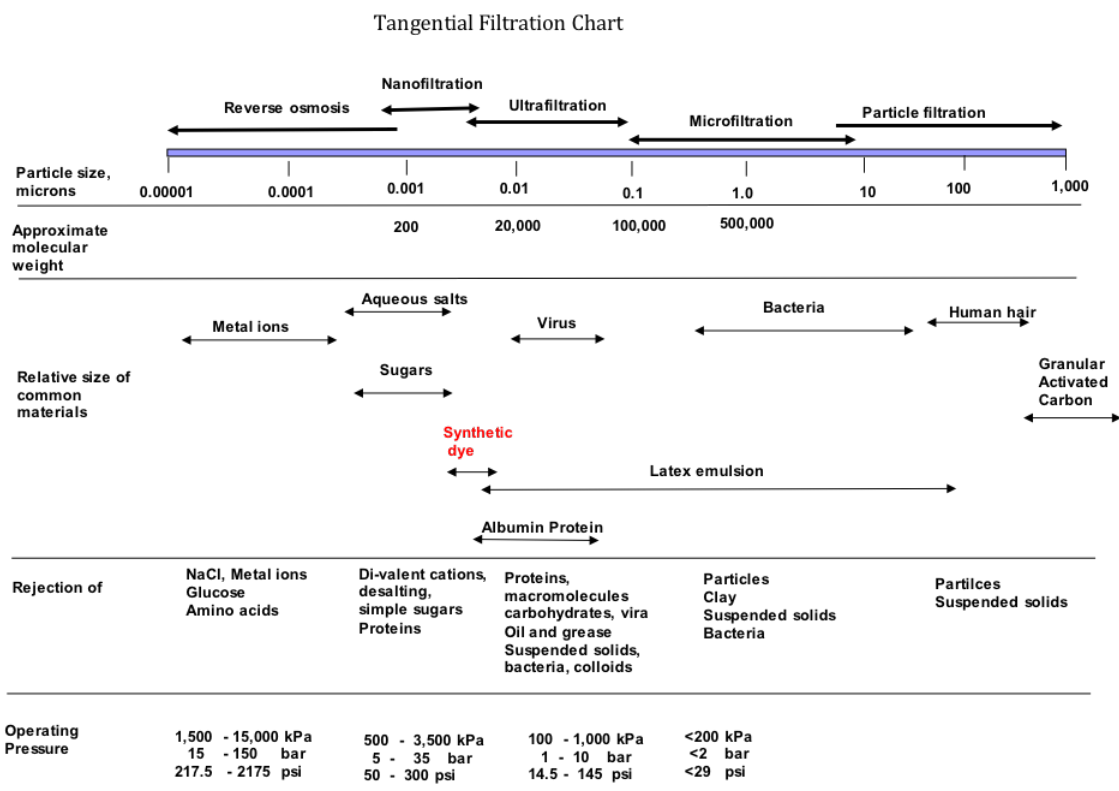 Tangential Filtration Chart
Nanofiltration
Reverse osmosis
Ultrafiltration
Microfiltration
Particle filtration
Particle size,
microns
0.00001
0.0001
0.001
0.01
0.1
1.0
10
100
1,000
Approximate
molecular
weight
200
20,000
100,000
500,000
Relative size of
common
materials
Aqueous salts
Metal ions
Virus
Bacteria
Human hair
Sugars
Granular
Activated
Carbon
Synthetic
dye
Latex emulsion
Albumin Protein
Rejection of
NaCl, Metal ions
Glucose
Amino acids
Di-valent cations,
desalting,
simple sugars
Proteins
Proteins,
macromolecules
carbohydrates, vira
Oil and grease
Suspended solids,
bacteria, colloids
Particles
Clay
Suspended solids
Bacteria
Partilces
Suspended solids
Operating
Pressure
1,500 - 15,000 kPa
15 - 150 bar
217.5 - 2175 psi
500 - 3,500 kPa
5 - 35 bar
50 - 300 psi
100 - 1,000 kPa
1 - 10 bar
14.5 - 145 psi
<200 kPa
<2 bar
<29 psi